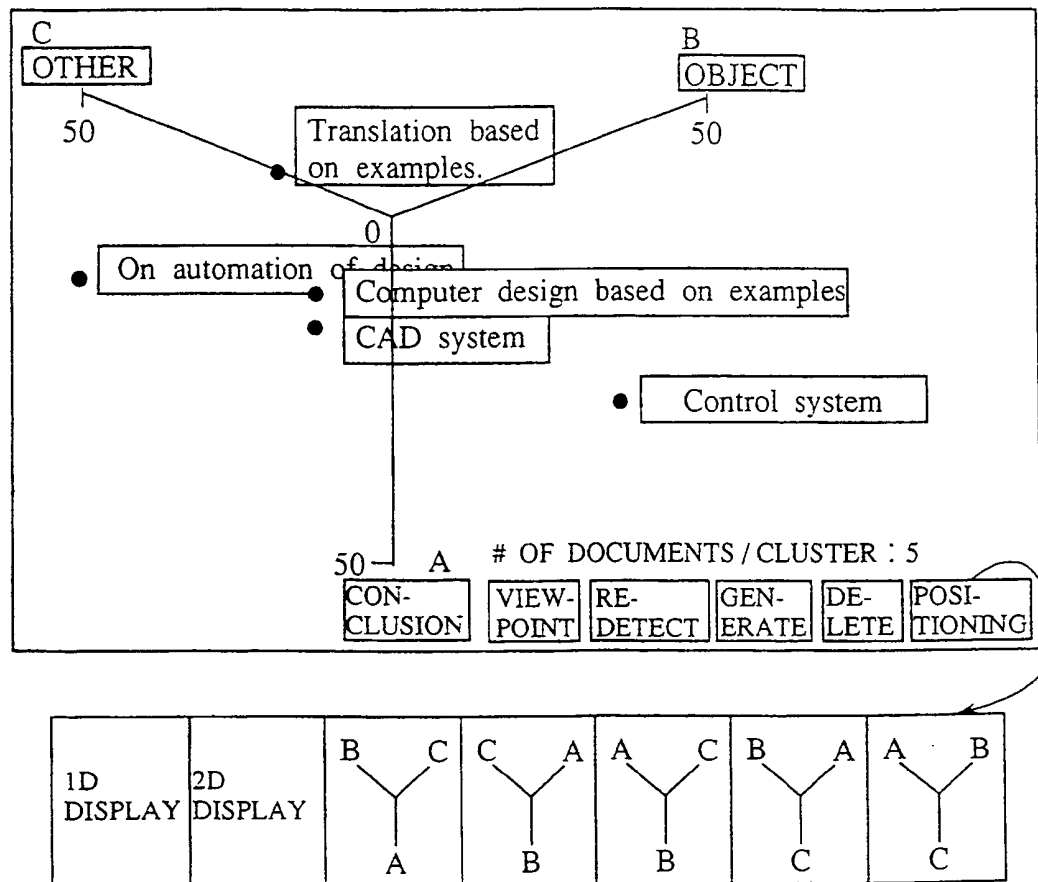 C
OTHER
B
OBJECT
50
50
Translation based
on examples.
0
On automation of design
Computer design based on examples
CAD system
Control system
50
A
# OF DOCUMENTS / CLUSTER : 5
CON-
CLUSION
VIEW-
POINT
RE-
DETECT
GEN-
ERATE
DE-
LETE
POSI-
TIONING
1D
DISPLAY
2D
DISPLAY
B C
A
C A
B
A C
B
B A
C
A B
C